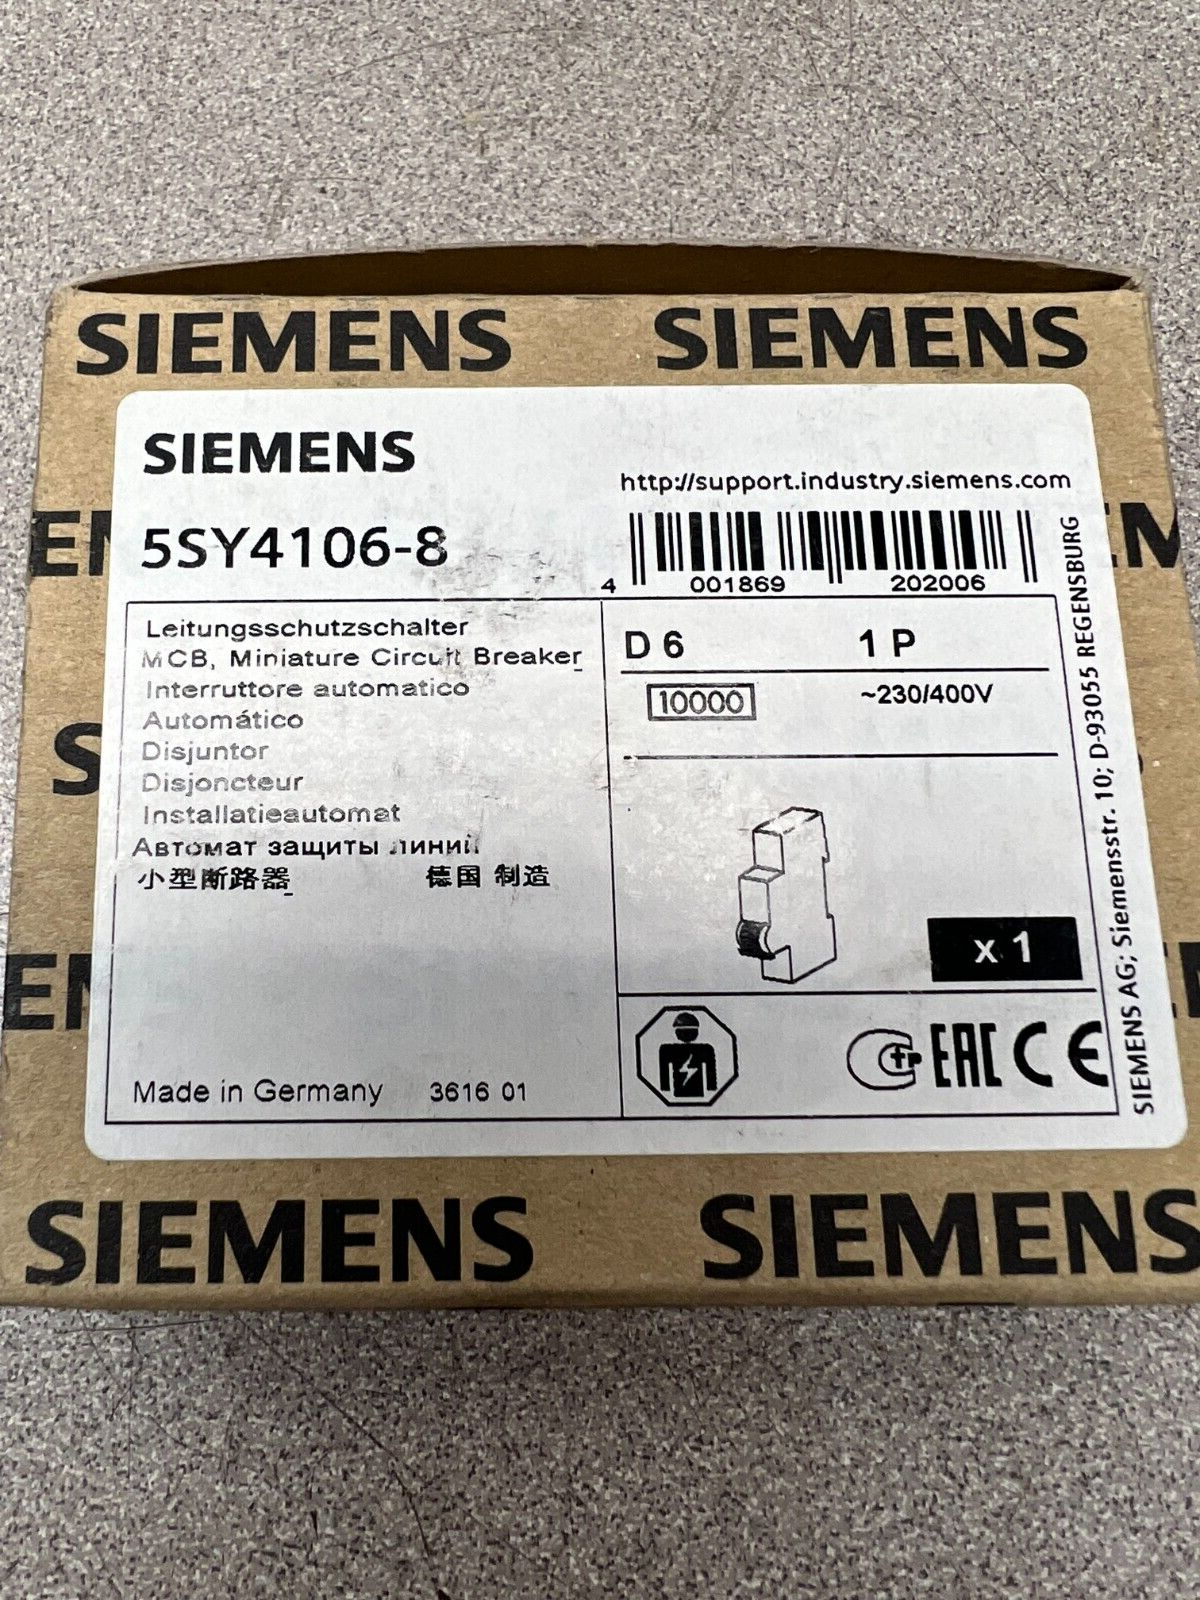 SIEMENS SIEMENS
SIEMENS
http://support.industry.siemens.com
5SY4106-8
4 001869 202006
Leitungsschutzschalter
MCB, Miniature Circuit Breaker
Interruttore automatico
Automático
Disjuntor
Disjoncteur
Installatieautomat
Автомат защиты линий
小型断路器 德国 制造
D 6 1 P
10000 ~230/400V
x 1
Made in Germany 3616 01
EAC CE
SIEMENS AG; Siemensstr. 10; D-93055 REGENSBURG
SIEMENS SIEMENS